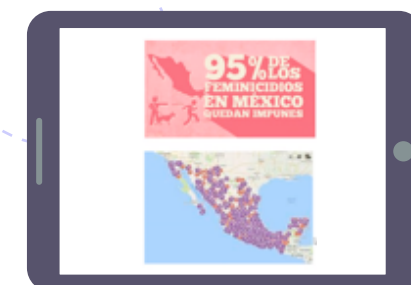 95% DE LOS
FEMINICIDIOS
EN MÉXICO
QUEDAN IMPUNES